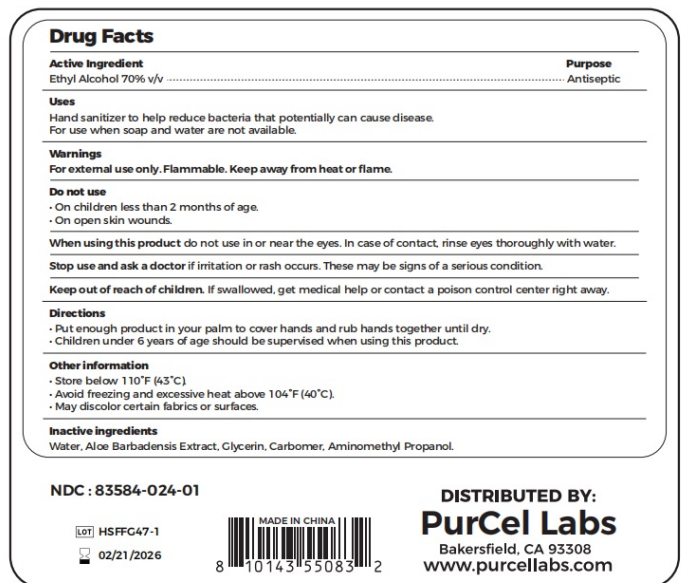 Drug Facts
Active Ingredient Purpose
Ethyl Alcohol 70% v/v ........ Antiseptic
Uses
Hand sanitizer to help reduce bacteria that potentially can cause disease.
For use when soap and water are not available.
Warnings
For external use only. Flammable. Keep away from heat or flame.
Do not use
• On children less than 2 months of age.
• On open skin wounds.
When using this product do not use in or near the eyes. In case of contact, rinse eyes thoroughly with water.
Stop use and ask a doctor if irritation or rash occurs. These may be signs of a serious condition.
Keep out of reach of children. If swallowed, get medical help or contact a poison control center right away.
Directions
• Put enough product in your palm to cover hands and rub hands together until dry.
• Children under 6 years of age should be supervised when using this product.
Other information
• Store below 110°F (43°C).
• Avoid freezing and excessive heat above 104°F (40°C).
• May discolor certain fabrics or surfaces.
Inactive ingredients
Water, Aloe Barbadensis Extract, Glycerin, Carbomer, Aminomethyl Propanol.
NDC : 83584-024-01
LOT HSFFG47-1
02/21/2026
MADE IN CHINA
8 10143 55083 2
DISTRIBUTED BY:
PurCel Labs
Bakersfield, CA 93308
www.purcellabs.com